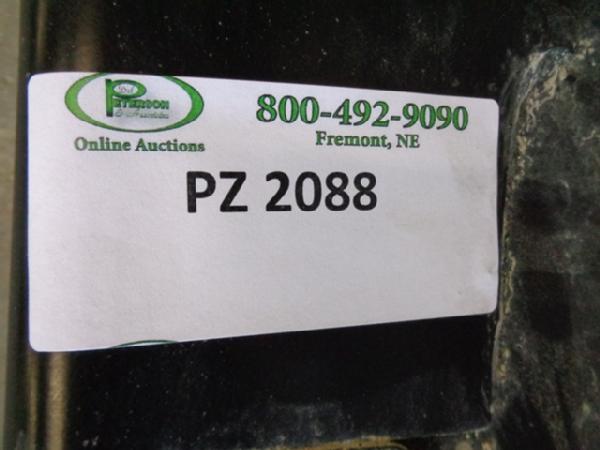 PETERSON
Online Auctions
800-492-9090
Fremont, NE
PZ 2088